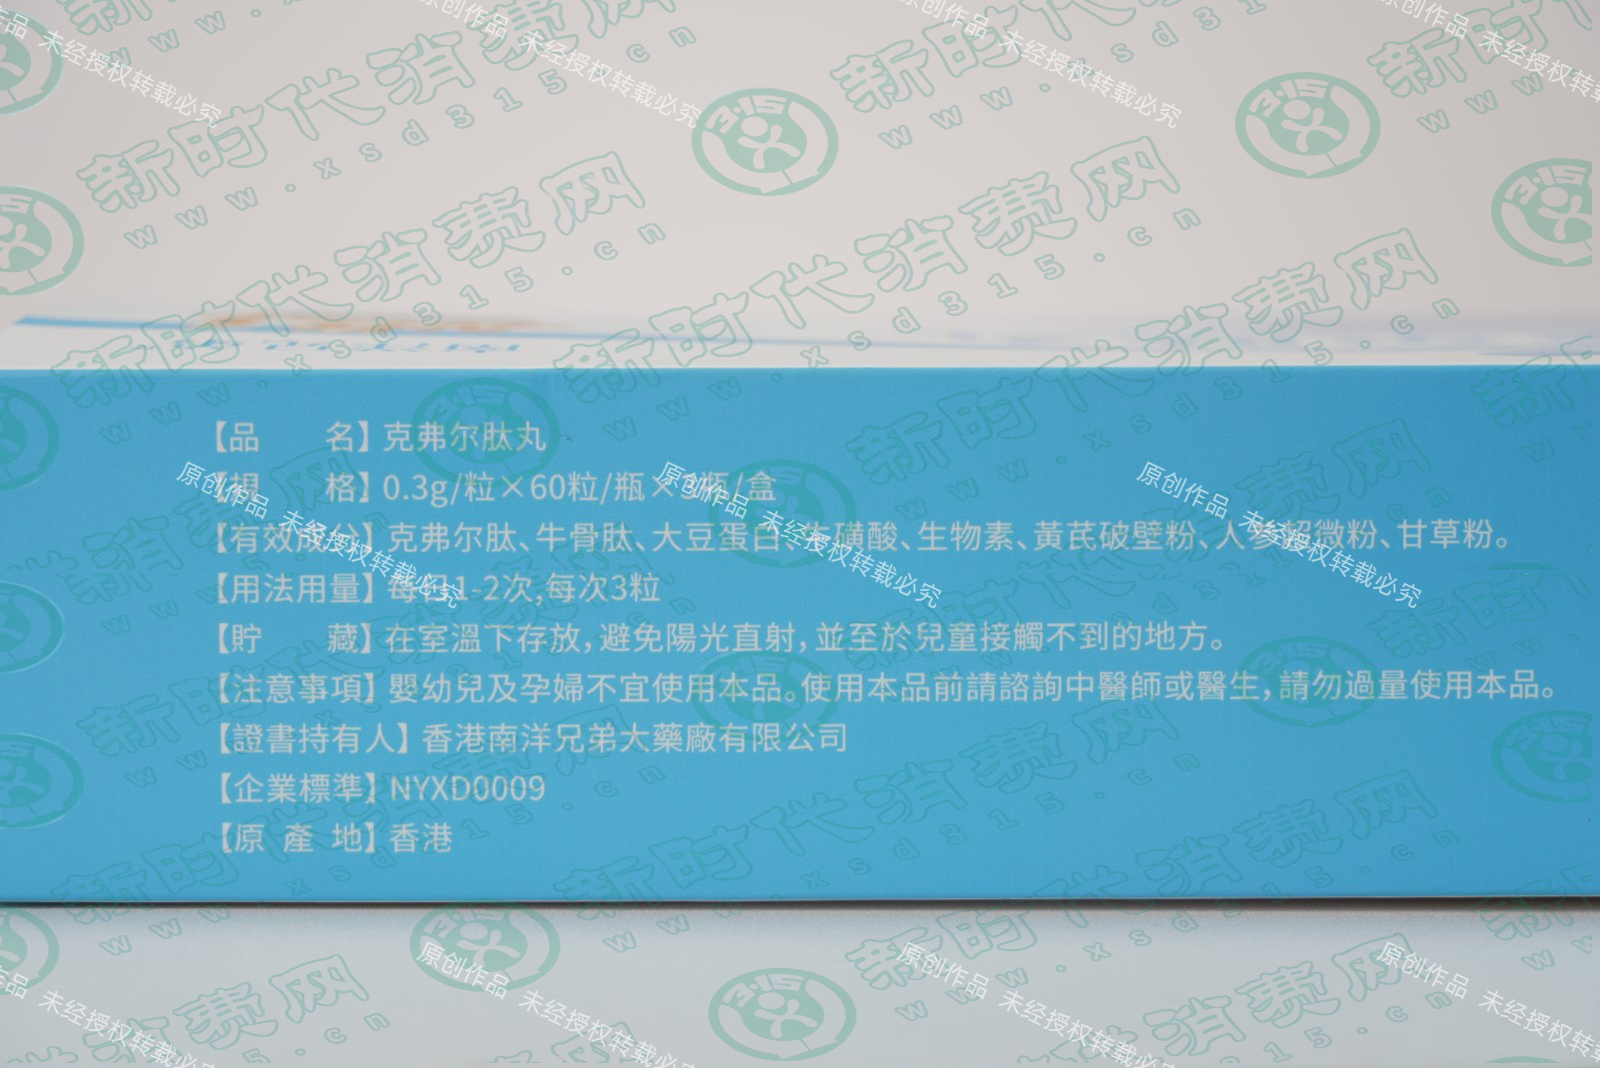 【品 名】克弗尔肽丸
【規 格】0.3g/粒×60粒/瓶×3瓶/盒
【有效成份】克弗尔肽、牛骨肽、大豆蛋白、牛磺酸、生物素、黃芪破壁粉、人參超微粉、甘草粉。
【用法用量】每日1-2次,每次3粒
【貯 藏】在室溫下存放,避免陽光直射,並至於兒童接觸不到的地方。
【注意事項】嬰幼兒及孕婦不宜使用本品。使用本品前請諮詢中醫師或醫生,請勿過量使用本品。
【證書持有人】香港南洋兄弟大藥廠有限公司
【企業標準】NYXD0009
【原 產 地】香港
新时代消费网
www.xsd315.cn
3·15
原创作品 未经授权转载必究